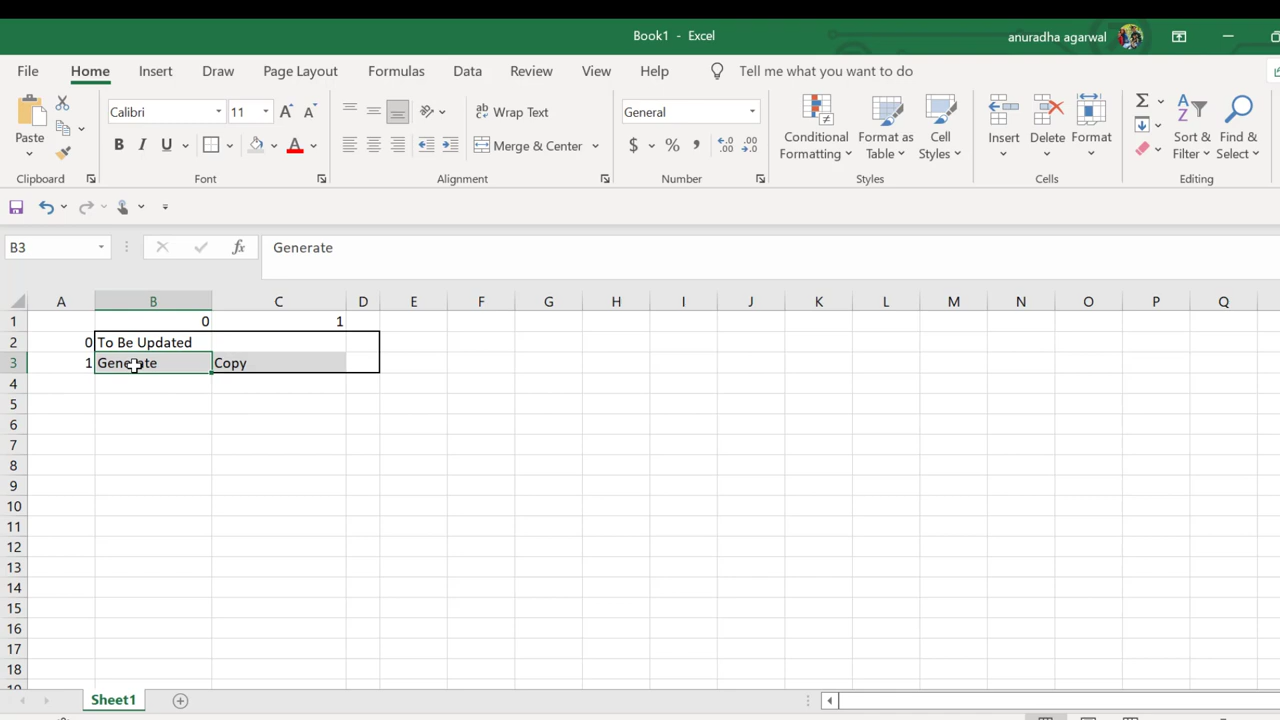 Book1 - Excel
anuradha agarwal
File Home Insert Draw Page Layout Formulas Data Review View Help Tell me what you want to do
Paste
Clipboard
Calibri 11
B I U A
Font
ab Wrap Text
Merge & Center
Alignment
General
$ % ,
Number
Conditional Formatting
Format as Table
Cell Styles
Styles
Insert Delete Format
Cells
Sort & Filter
Find & Select
Editing
B3 fx Generate
A B C D E F G H I J K L M N O P Q
1 0 1
2 0 To Be Updated
3 1 Generate Copy
4
5
6
7
8
9
10
11
12
13
14
15
16
17
18
Sheet1